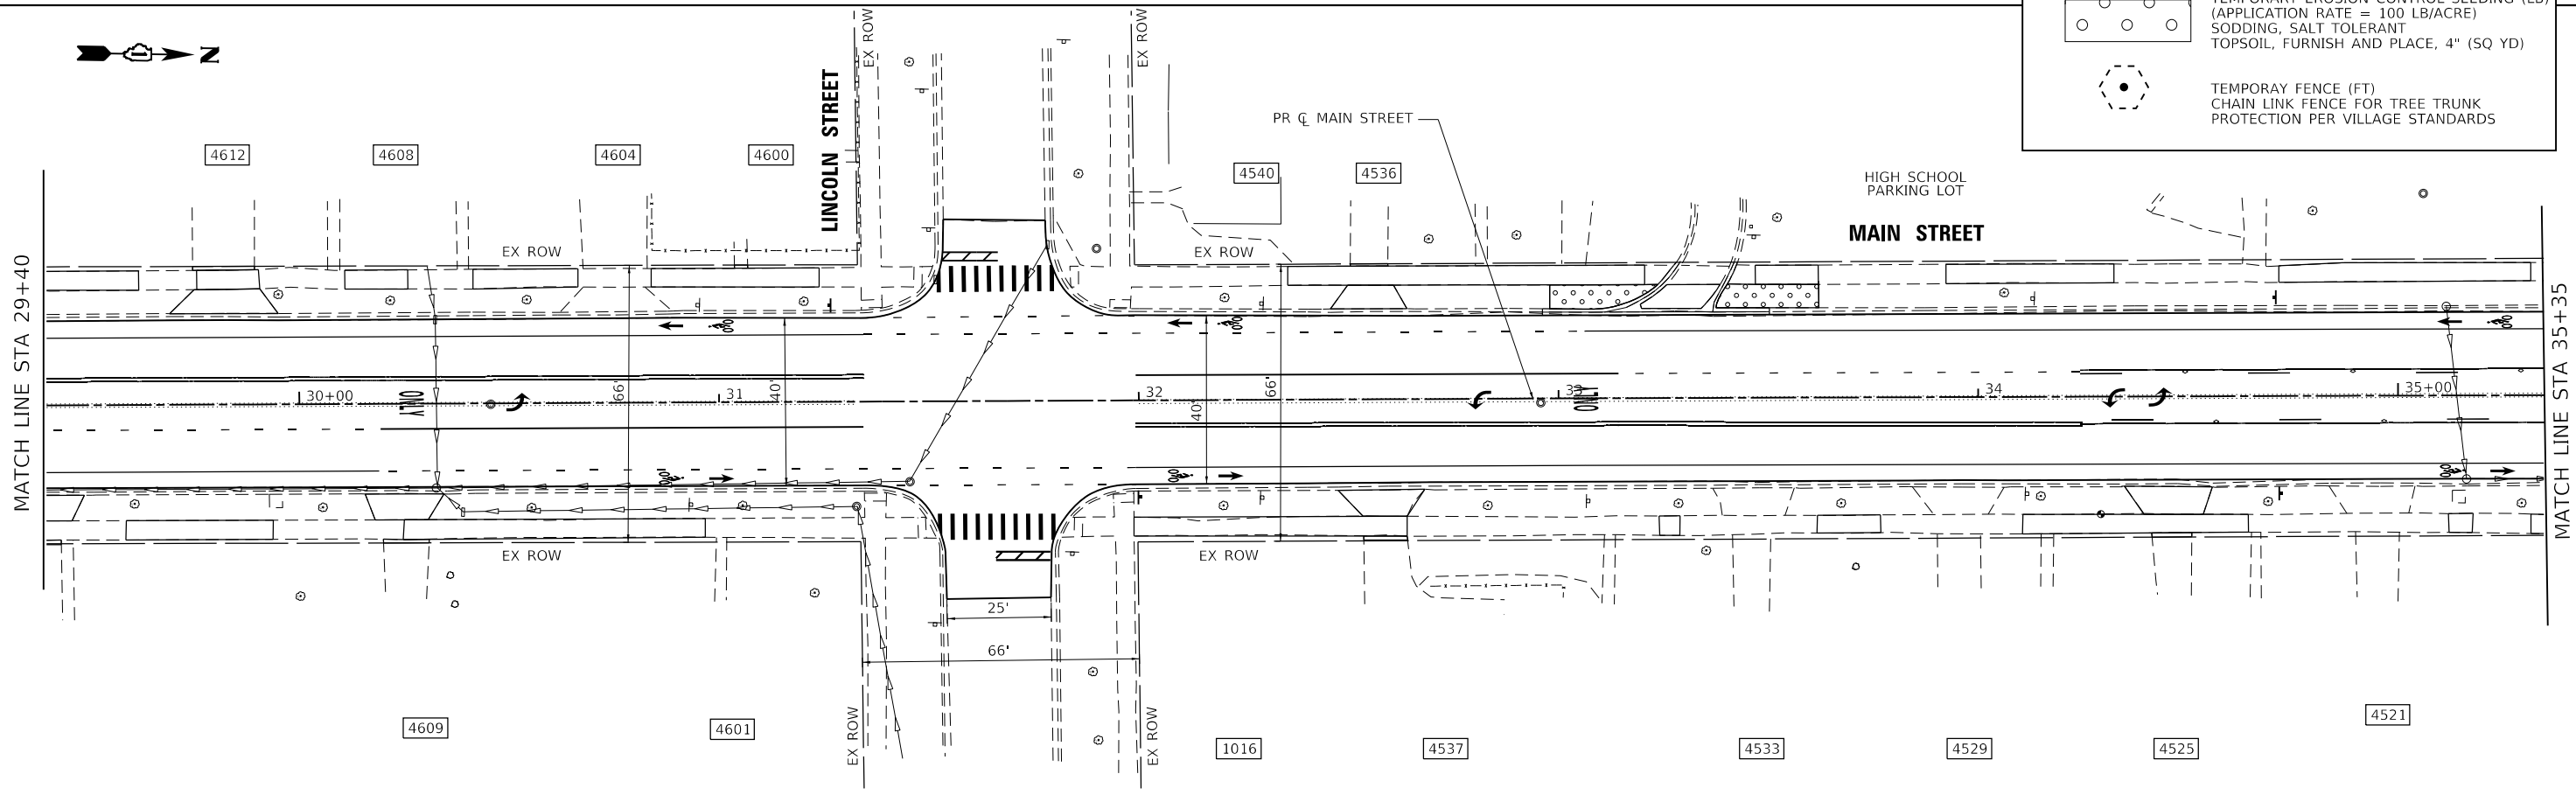 TEMPORARY EROSION CONTROL SEEDING (LB)
(APPLICATION RATE = 100 LB/ACRE)
SODDING, SALT TOLERANT
TOPSOIL, FURNISH AND PLACE, 4" (SQ YD)
TEMPORAY FENCE (FT)
CHAIN LINK FENCE FOR TREE TRUNK
PROTECTION PER VILLAGE STANDARDS
N
EX ROW
EX ROW
LINCOLN STREET
PR ℄ MAIN STREET
4612
4608
4604
4600
4540
4536
HIGH SCHOOL
PARKING LOT
MAIN STREET
EX ROW
EX ROW
MATCH LINE STA 29+40
MATCH LINE STA 35+35
30+00
ONLY
66'
31
40'
32
40'
66'
33
ONLY
34
35+00
EX ROW
EX ROW
25'
66'
EX ROW
EX ROW
4609
4601
1016
4537
4533
4529
4525
4521